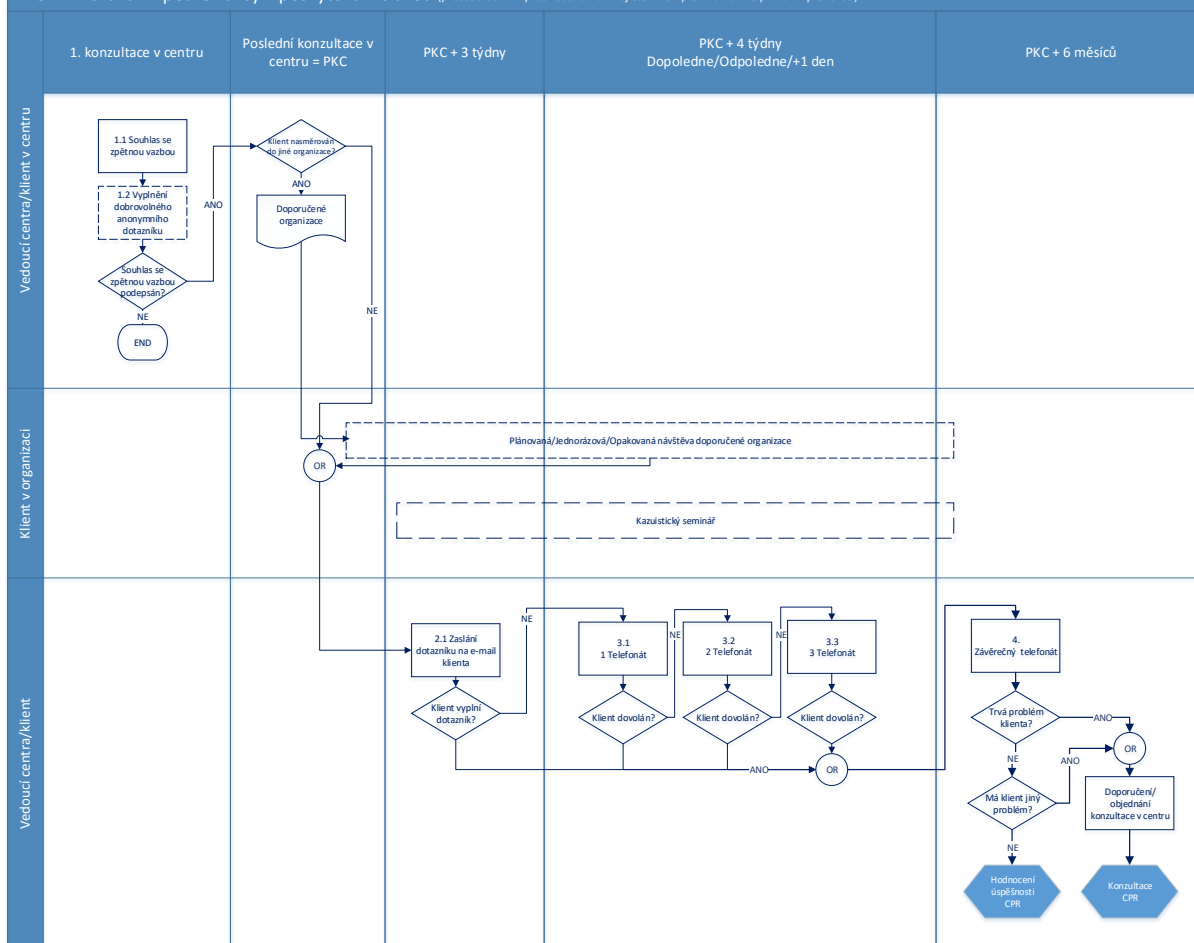 1. konzultace v centru
Poslední konzultace v
centru = PKC
PKC + 3 týdny
PKC + 4 týdny
Dopoledne/Odpoledne/+1 den
PKC + 6 měsíců
Vedoucí centra/klient v centru
1.1 Souhlas se
zpětnou vazbou
1.2 Vyplnění
dobrovolného
anonymního
dotazníku
Souhlas se
zpětnou vazbou
podepsán?
ANO
NE
END
Klient nasměrován
do jiné organizace?
ANO
Doporučené
organizace
NE
Klient v organizaci
Plánovaná/Jednorázová/Opakovaná návštěva doporučené organizace
OR
Kazuistický seminář
Vedoucí centra/klient
2.1 Zaslání
dotazníku na e-mail
klienta
Klient vyplní
dotazník?
NE
3.1
1 Telefonát
Klient dovolán?
NE
3.2
2 Telefonát
Klient dovolán?
NE
3.3
3 Telefonát
Klient dovolán?
ANO
OR
4.
Závěrečný telefonát
Trvá problém
klienta?
ANO
NE
OR
Má klient jiný
problém?
ANO
NE
Doporučení/
objednání
konzultace v centru
Hodnocení
úspěšnosti
CPR
Konzultace
CPR